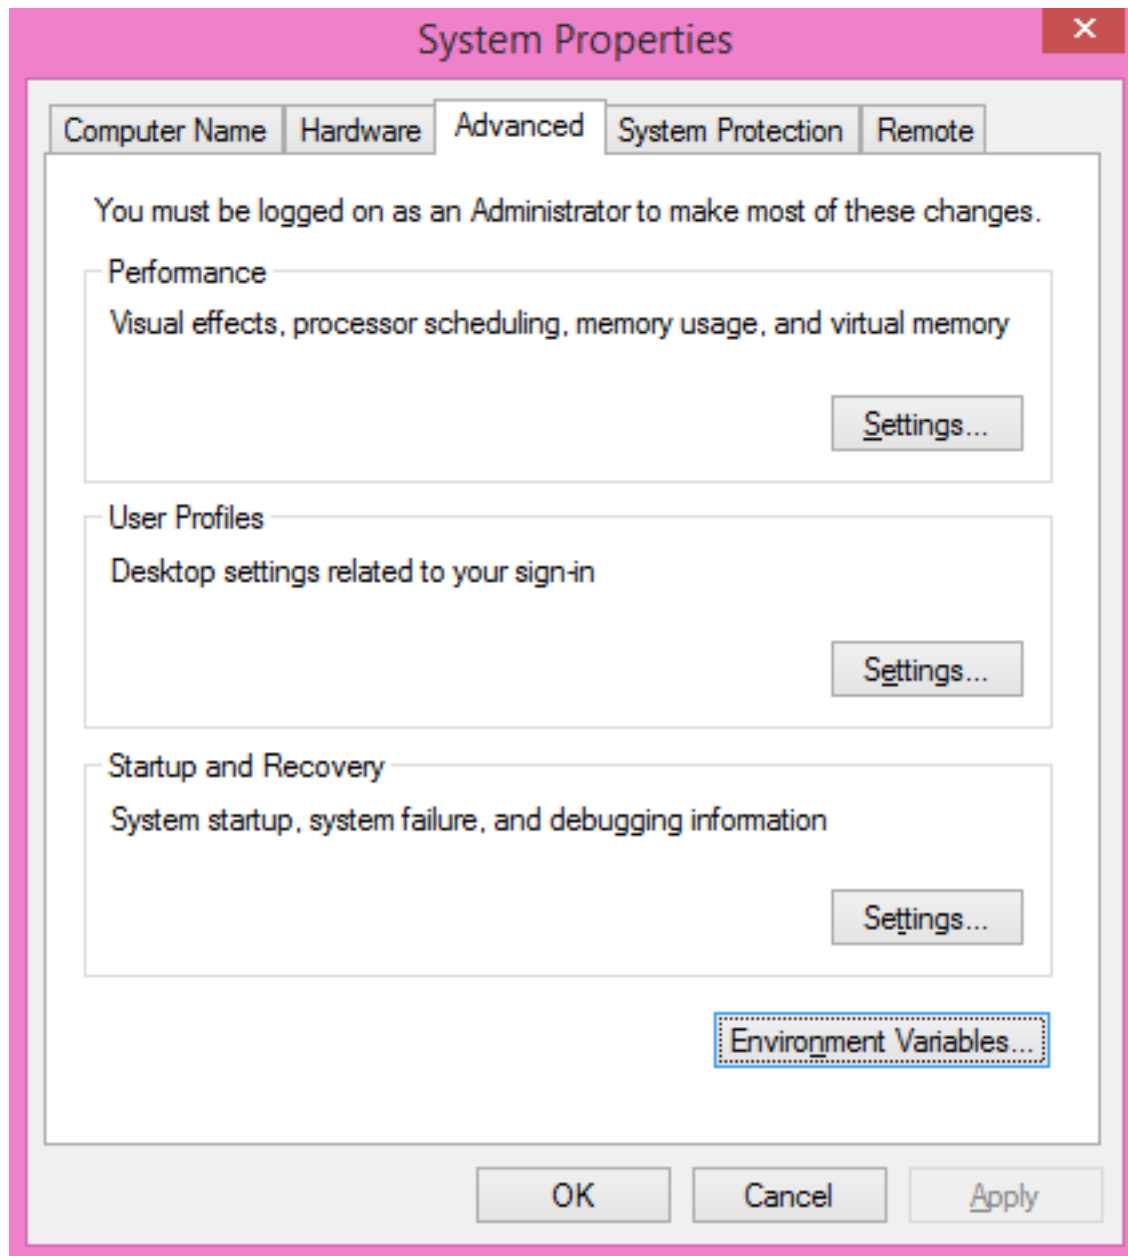 System Properties
Computer Name Hardware Advanced System Protection Remote
You must be logged on as an Administrator to make most of these changes.
Performance
Visual effects, processor scheduling, memory usage, and virtual memory
Settings...
User Profiles
Desktop settings related to your sign-in
Settings...
Startup and Recovery
System startup, system failure, and debugging information
Settings...
Environment Variables...
OK Cancel Apply